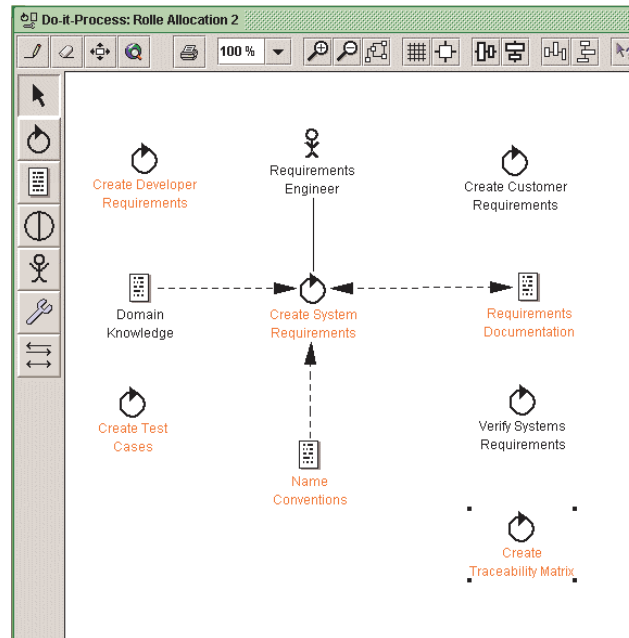 Do-it-Process: Rolle Allocation 2
100 %
Create Developer
Requirements
Requirements
Engineer
Create Customer
Requirements
Domain
Knowledge
Create System
Requirements
Requirements
Documentation
Create Test
Cases
Name
Conventions
Verify Systems
Requirements
Create
Traceability Matrix